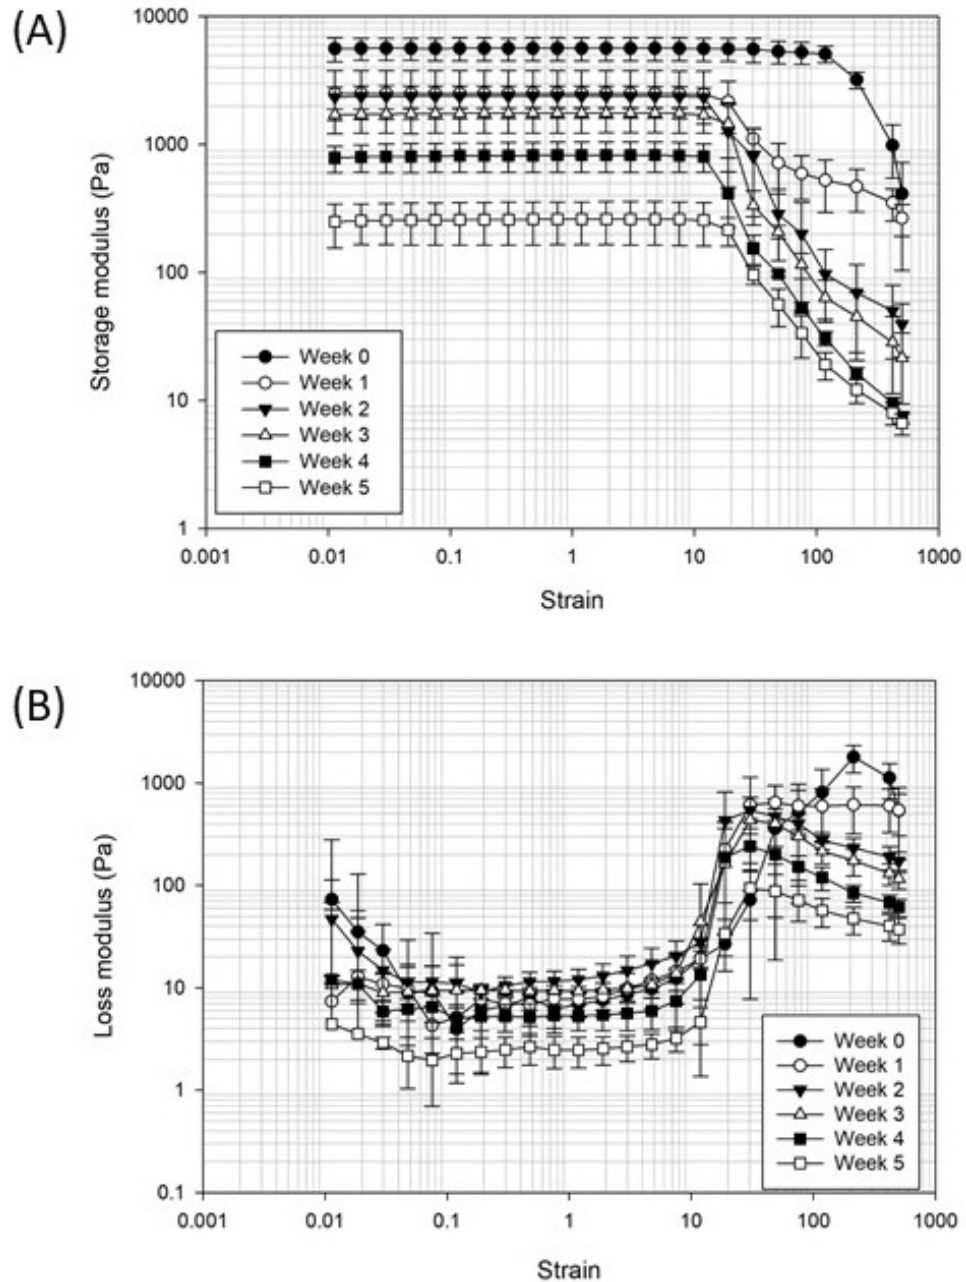 (A)
10000
1000
100
10
1
Storage modulus (Pa)
Week 0
Week 1
Week 2
Week 3
Week 4
Week 5
0.001 0.01 0.1 1 10 100 1000
Strain
(B)
10000
1000
100
10
1
0.1
Loss modulus (Pa)
Week 0
Week 1
Week 2
Week 3
Week 4
Week 5
0.001 0.01 0.1 1 10 100 1000
Strain